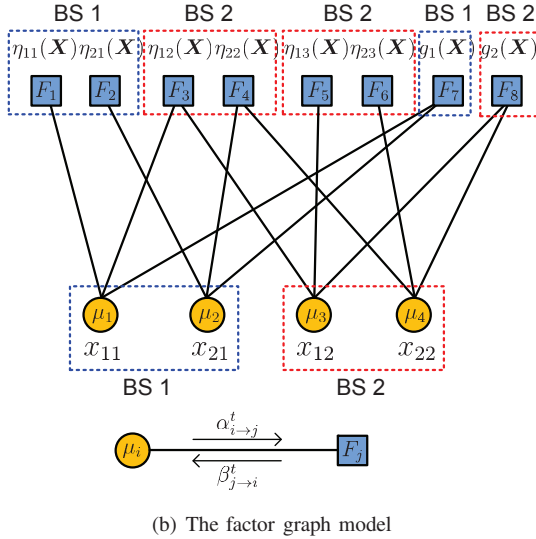 BS 1 BS 2 BS 2 BS 1 BS 2
η₁₁(X) η₂₁(X) η₁₂(X) η₂₂(X) η₁₃(X) η₂₃(X) g₁(X) g₂(X)
F₁ F₂ F₃ F₄ F₅ F₆ F₇ F₈
μ₁ μ₂ μ₃ μ₄
x₁₁ x₂₁ x₁₂ x₂₂
BS 1 BS 2
αᵗᵢ→ⱼ
μᵢ Fⱼ
βᵗⱼ→ᵢ
(b) The factor graph model